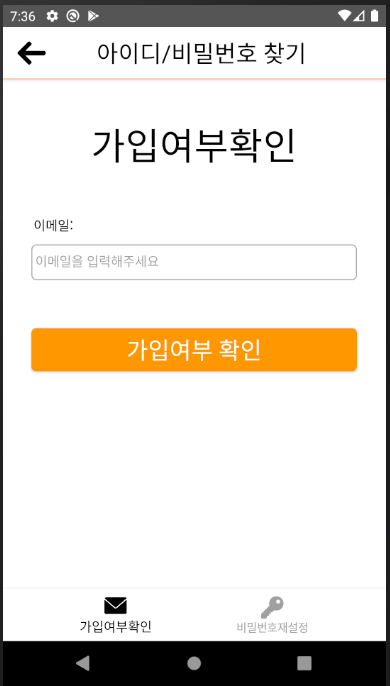 7:36
아이디/비밀번호 찾기
가입여부확인
이메일:
이메일을 입력해주세요
가입여부 확인
가입여부확인
비밀번호재설정